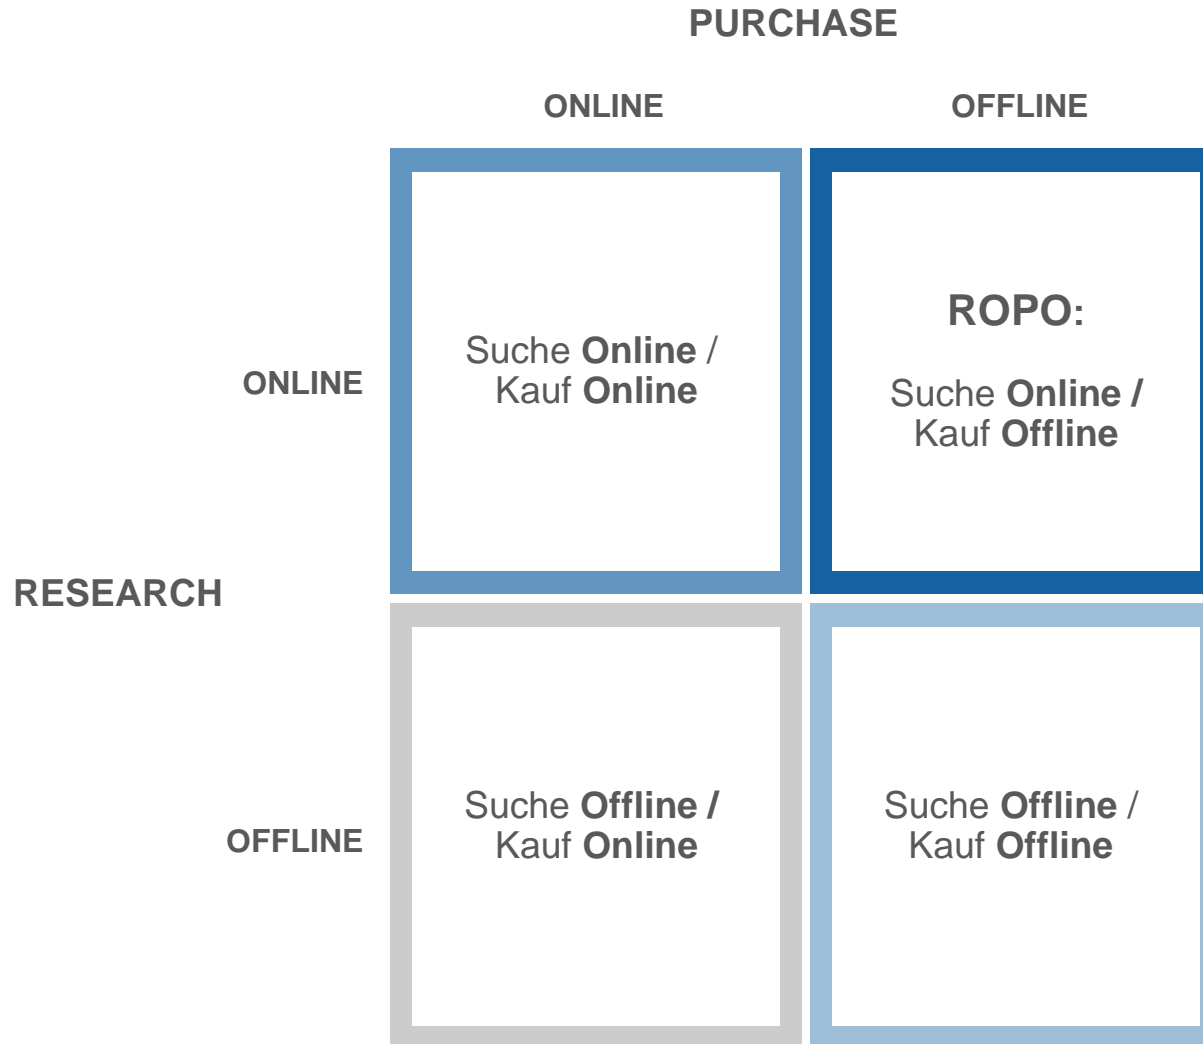 PURCHASE
ONLINE
OFFLINE
ONLINE
Suche Online /
Kauf Online
ROPO:
Suche Online /
Kauf Offline
RESEARCH
OFFLINE
Suche Offline /
Kauf Online
Suche Offline /
Kauf Offline